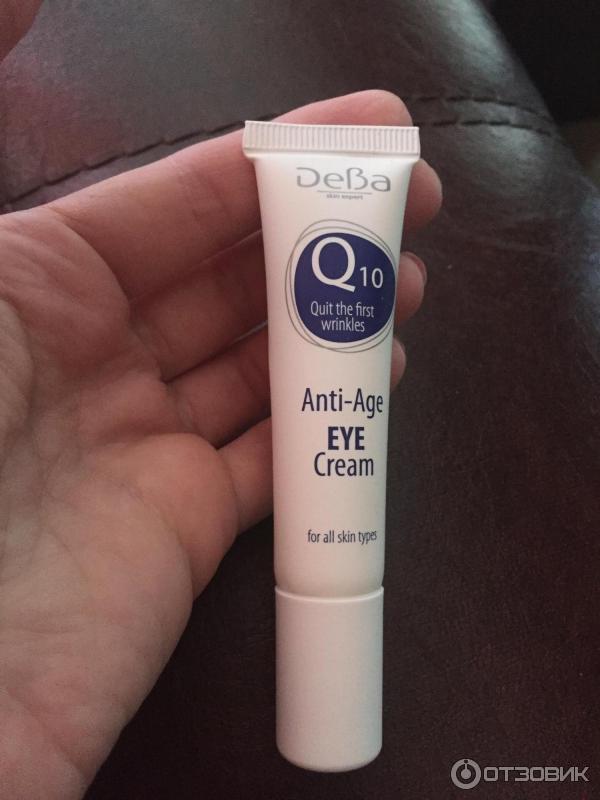 DeBa
skin expert
Q10
Quit the first
wrinkles
Anti-Age
EYE
Cream
for all skin types
ОТЗОВИК